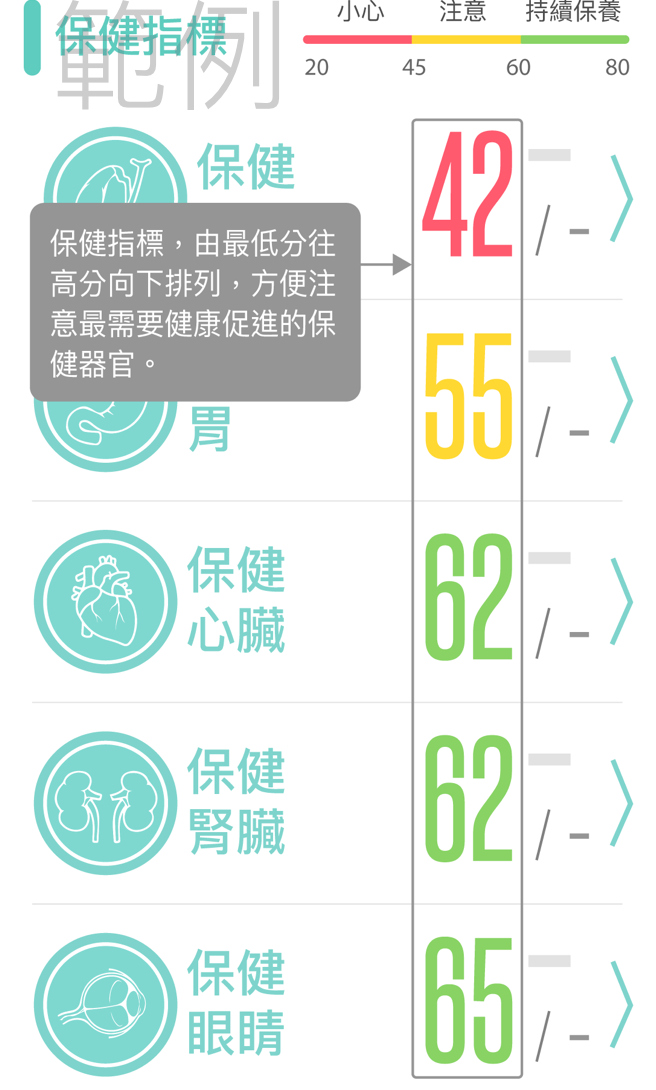 範例
保健指標
小心 注意 持續保養
20 45 60 80
保健
42 / -
保健指標，由最低分往
高分向下排列，方便注
意最需要健康促進的保
健器官。
胃
55 / -
保健
心臟
62 / -
保健
腎臟
62 / -
保健
眼睛
65 / -